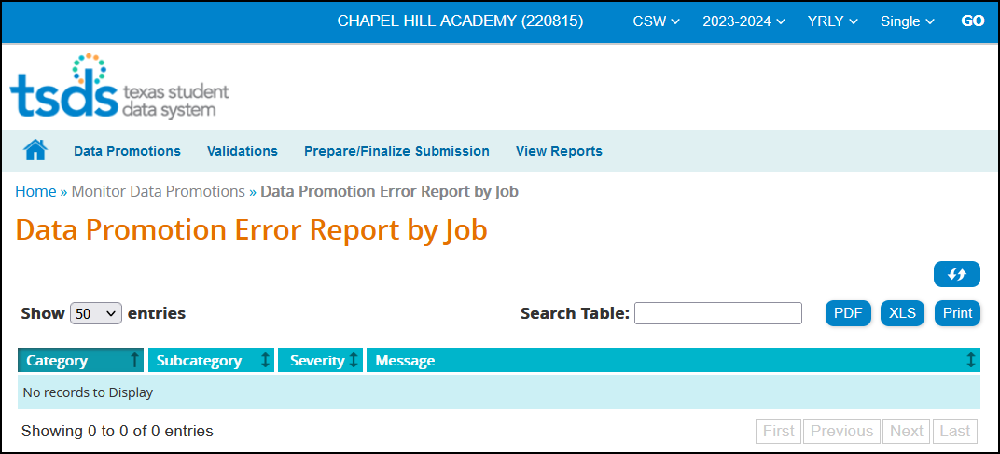 CHAPEL HILL ACADEMY (220815) CSW 2023-2024 YRLY Single GO
tsds texas student
data system
Data Promotions Validations Prepare/Finalize Submission View Reports
Home » Monitor Data Promotions » Data Promotion Error Report by Job
Data Promotion Error Report by Job
Show 50 entries Search Table: PDF XLS Print
Category Subcategory Severity Message
No records to Display
Showing 0 to 0 of 0 entries First Previous Next Last